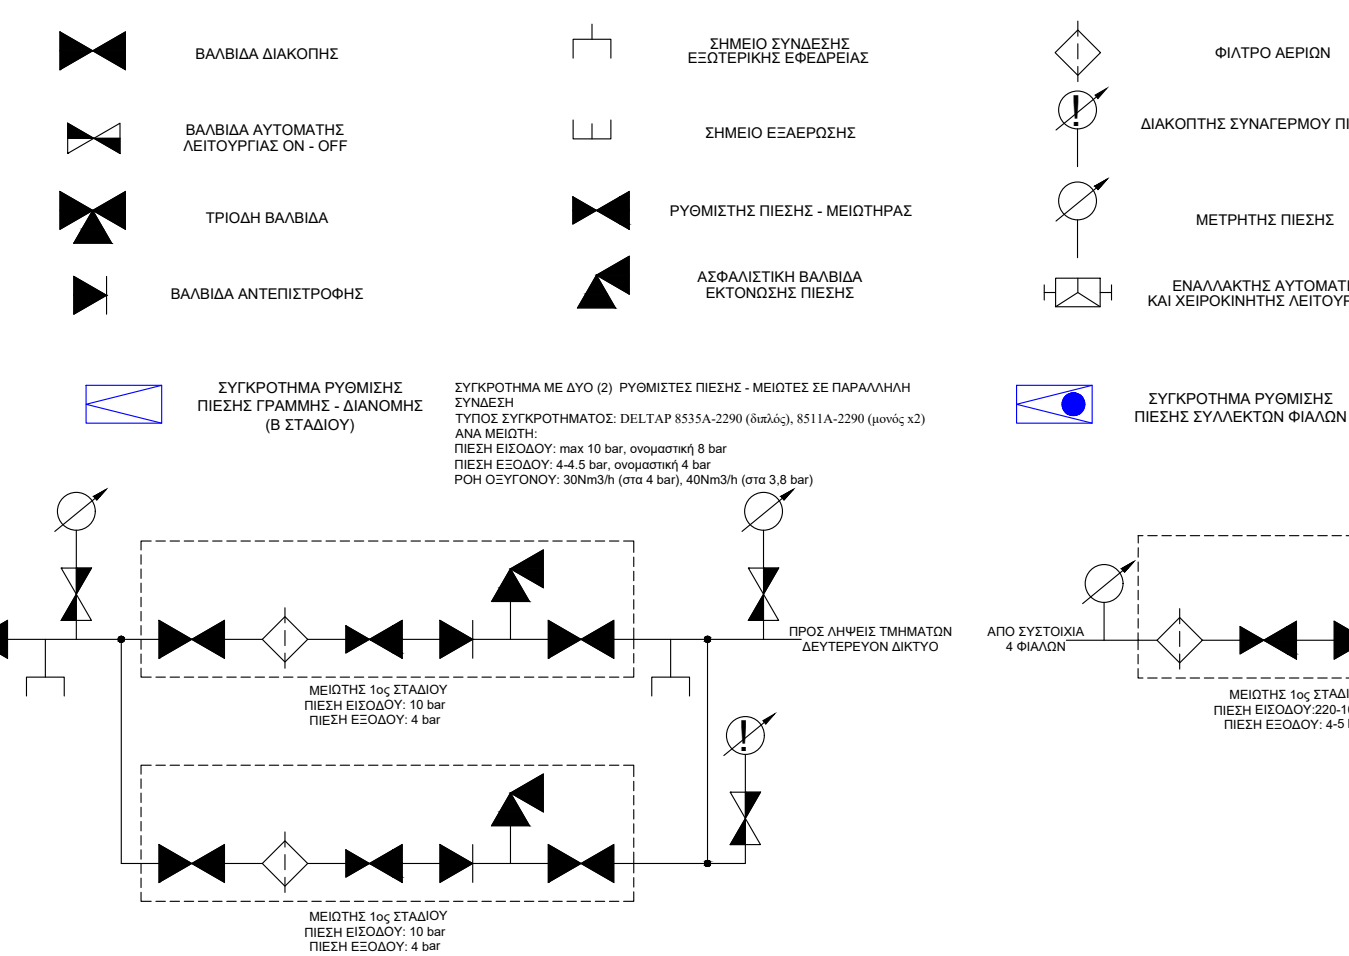 ΒΑΛΒΙΔΑ ΔΙΑΚΟΠΗΣ
ΣΗΜΕΙΟ ΣΥΝΔΕΣΗΣ
ΕΞΩΤΕΡΙΚΗΣ ΕΦΕΔΡΕΙΑΣ
ΦΙΛΤΡΟ ΑΕΡΙΩΝ
ΒΑΛΒΙΔΑ ΑΥΤΟΜΑΤΗΣ
ΛΕΙΤΟΥΡΓΙΑΣ ON - OFF
ΣΗΜΕΙΟ ΕΞΑΕΡΩΣΗΣ
ΔΙΑΚΟΠΤΗΣ ΣΥΝΑΓΕΡΜΟΥ
ΤΡΙΟΔΗ ΒΑΛΒΙΔΑ
ΡΥΘΜΙΣΤΗΣ ΠΙΕΣΗΣ - ΜΕΙΩΤΗΡΑΣ
ΜΕΤΡΗΤΗΣ ΠΙΕΣΗΣ
ΒΑΛΒΙΔΑ ΑΝΤΕΠΙΣΤΡΟΦΗΣ
ΑΣΦΑΛΙΣΤΙΚΗ ΒΑΛΒΙΔΑ
ΕΚΤΟΝΩΣΗΣ ΠΙΕΣΗΣ
ΕΝΑΛΛΑΚΤΗΣ
ΚΑΙ ΧΕΙΡΟΚΙΝΗΤΗΣ
ΣΥΓΚΡΟΤΗΜΑ ΡΥΘΜΙΣΗΣ
ΠΙΕΣΗΣ ΓΡΑΜΜΗΣ - ΔΙΑΝΟΜΗΣ
(Β ΣΤΑΔΙΟΥ)
ΣΥΓΚΡΟΤΗΜΑ ΜΕ ΔΥΟ (2) ΡΥΘΜΙΣΤΕΣ ΠΙΕΣΗΣ - ΜΕΙΩΤΕΣ ΣΕ ΠΑΡΑΛΛΗΛΗ
ΣΥΝΔΕΣΗ
ΤΥΠΟΣ ΣΥΓΚΡΟΤΗΜΑΤΟΣ: DELTAP 8535A-2290 (διπλός), 8511A-2290 (μονός x2)
ΑΝΑ ΜΕΙΩΤΗ:
ΠΙΕΣΗ ΕΙΣΟΔΟΥ: max 10 bar, ονομαστική 8 bar
ΠΙΕΣΗ ΕΞΟΔΟΥ: 4-4.5 bar, ονομαστική 4 bar
ΡΟΗ ΟΞΥΓΟΝΟΥ: 30Nm3/h (στα 4 bar), 40Nm3/h (στα 3,8 bar)
ΣΥΓΚΡΟΤΗΜΑ ΡΥΘΜΙΣΗΣ
ΠΙΕΣΗΣ ΣΥΛΛΕΚΤΩΝ ΦΙΑΛΩΝ
ΠΡΟΣ ΛΗΨΕΙΣ ΤΜΗΜΑΤΩΝ
ΔΕΥΤΕΡΕΥΟΝ ΔΙΚΤΥΟ
ΑΠΟ ΣΥΣΤΟΙΧΙΑ
4 ΦΙΑΛΩΝ
ΜΕΙΩΤΗΣ 1ος ΣΤΑΔΙΟΥ
ΠΙΕΣΗ ΕΙΣΟΔΟΥ: 10 bar
ΠΙΕΣΗ ΕΞΟΔΟΥ: 4 bar
ΜΕΙΩΤΗΣ 1ος
ΠΙΕΣΗ ΕΙΣΟΔΟΥ:
ΠΙΕΣΗ ΕΞΟΔΟΥ: 4-5
ΜΕΙΩΤΗΣ 1ος ΣΤΑΔΙΟΥ
ΠΙΕΣΗ ΕΙΣΟΔΟΥ: 10 bar
ΠΙΕΣΗ ΕΞΟΔΟΥ: 4 bar